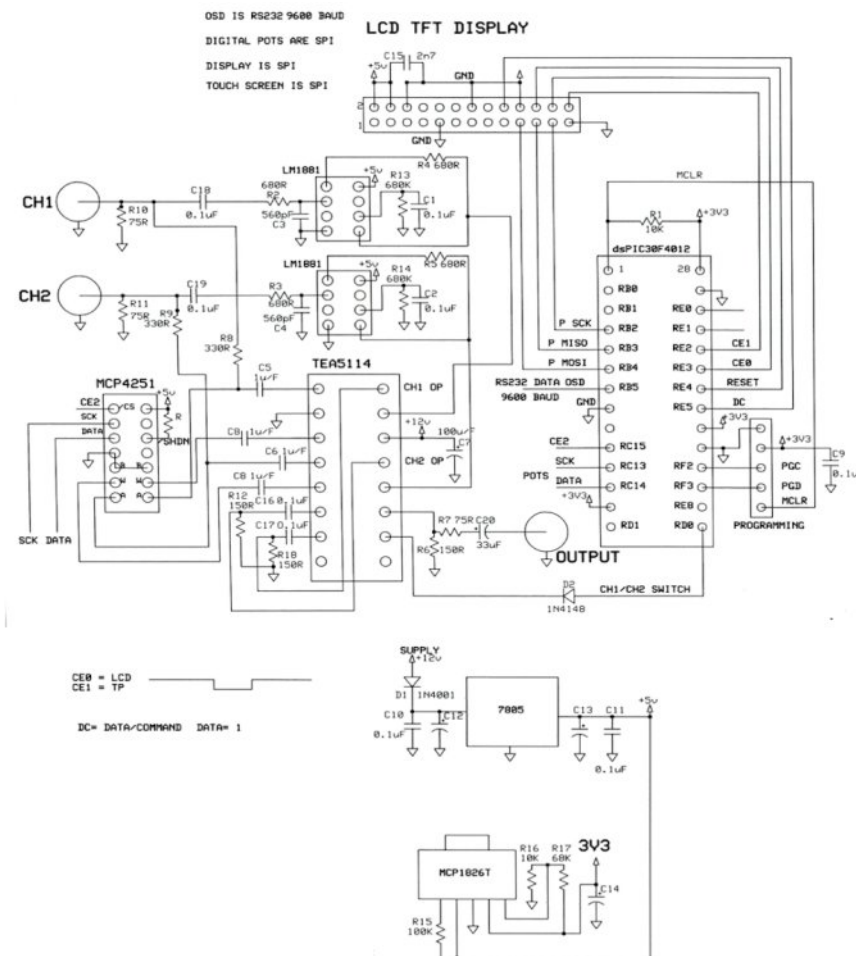 OSD IS RS232 9600 BAUD
DIGITAL POTS ARE SPI
DISPLAY IS SPI
TOUCH SCREEN IS SPI
LCD TFT DISPLAY
C15
2n7
+5v
GND
2
1
GND
MCLR
R1
10K
+3V3
dsPIC30F4012
CH1
R10
75R
C18
0.1uF
680R
R2
560pF
C3
LM1881
+5v
R13
680K
R4 680R
C1
0.1uF
CH2
R11
75R
R9
330R
C19
0.1uF
R3
680R
560pF
C4
LM1881
+5v
R14
680K
R5 680R
C2
0.1uF
R8
330R
1
28
RB0
RB1
RE0
P SCK
RB2
RE1
P MISO
RB3
RE2
CE1
P MOSI
RB4
RE3
CE0
RS232 DATA OSD
9600 BAUD
RB5
RE4
RESET
GND
RE5
DC
+3V3
+3V3
CE2
RC15
SCK
RC13
RF2
PGC
POTS
DATA
RC14
RF3
PGD
+3V3
RE8
MCLR
RD1
RD0
PROGRAMMING
C9
0.1u
MCP4251
CE2
/CS
+5v
SCK
R
DATA
/SHDN
B
B
W
W
A
A
SCK DATA
TEA5114
C5
1u/F
CH1 OP
C8 1u/F
+12v
100u/F
C7
C6 1u/F
CH2 OP
C8 1u/F
R12
150R
C16 0.1uF
C17 0.1uF
R18
150R
R7 75R
C20
33uF
R6
150R
OUTPUT
D2
1N4148
CH1/CH2 SWITCH
CE0 = LCD
CE1 = TP
DC= DATA/COMMAND DATA= 1
SUPPLY
+12v
D1
1N4001
C10
0.1uF
C12
7805
C13
C11
0.1uF
+5v
MCP1826T
R16
10K
R17
68K
3V3
C14
R15
100K